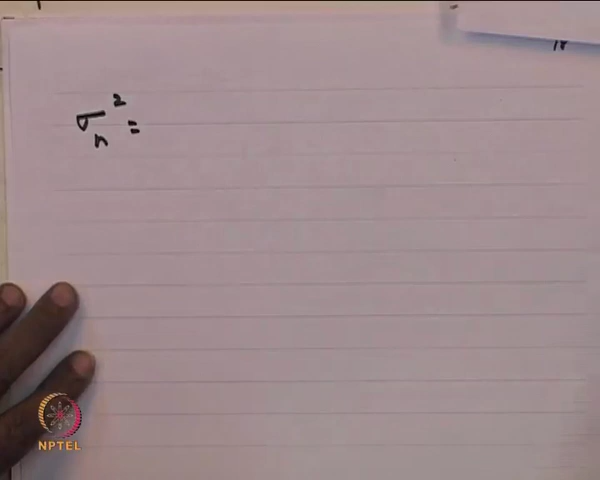 σₙ² =
NPTEL